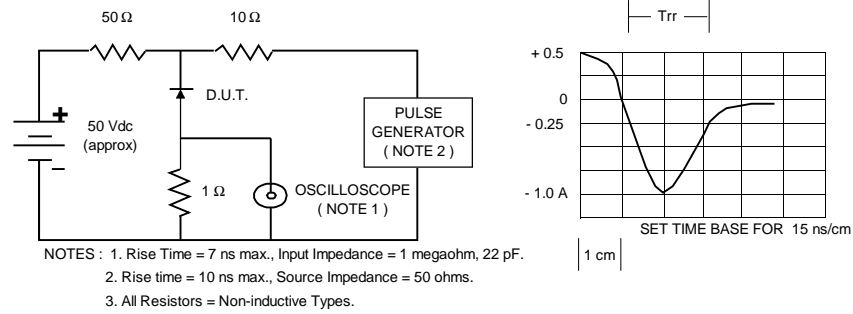 50 Ω
10 Ω
Trr
+ 0.5
D.U.T.
0
+
50 Vdc
(approx)
PULSE
GENERATOR
( NOTE 2 )
- 0.25
1 Ω
OSCILLOSCOPE
( NOTE 1 )
- 1.0 A
−
SET TIME BASE FOR 15 ns/cm
1 cm
NOTES : 1. Rise Time = 7 ns max., Input Impedance = 1 megaohm, 22 pF.
2. Rise time = 10 ns max., Source Impedance = 50 ohms.
3. All Resistors = Non-inductive Types.